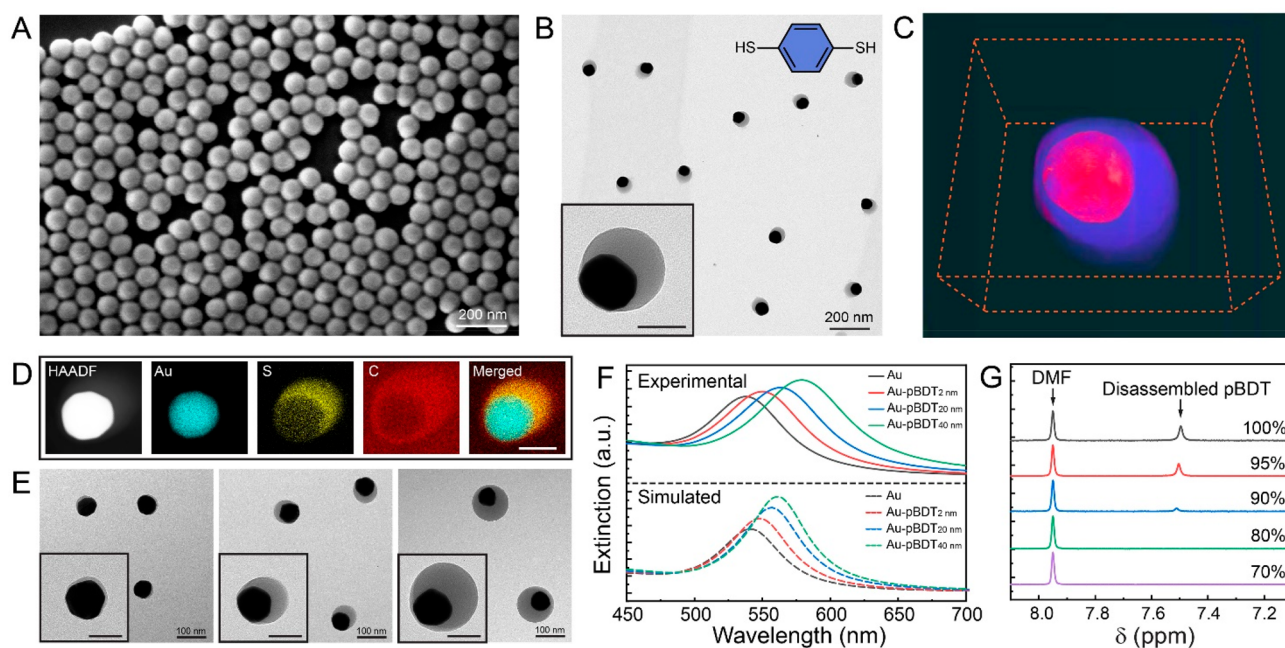 A
200 nm
B
HS
SH
200 nm
C
D
HAADF
Au
S
C
Merged
E
100 nm
100 nm
100 nm
F
Experimental
Au
Au-pBDT2 nm
Au-pBDT20 nm
Au-pBDT40 nm
Simulated
Au
Au-pBDT2 nm
Au-pBDT20 nm
Au-pBDT40 nm
Extinction (a.u.)
450 500 550 600 650 700
Wavelength (nm)
G
DMF
Disassembled pBDT
100%
95%
90%
80%
70%
8.0 7.8 7.6 7.4 7.2
δ (ppm)